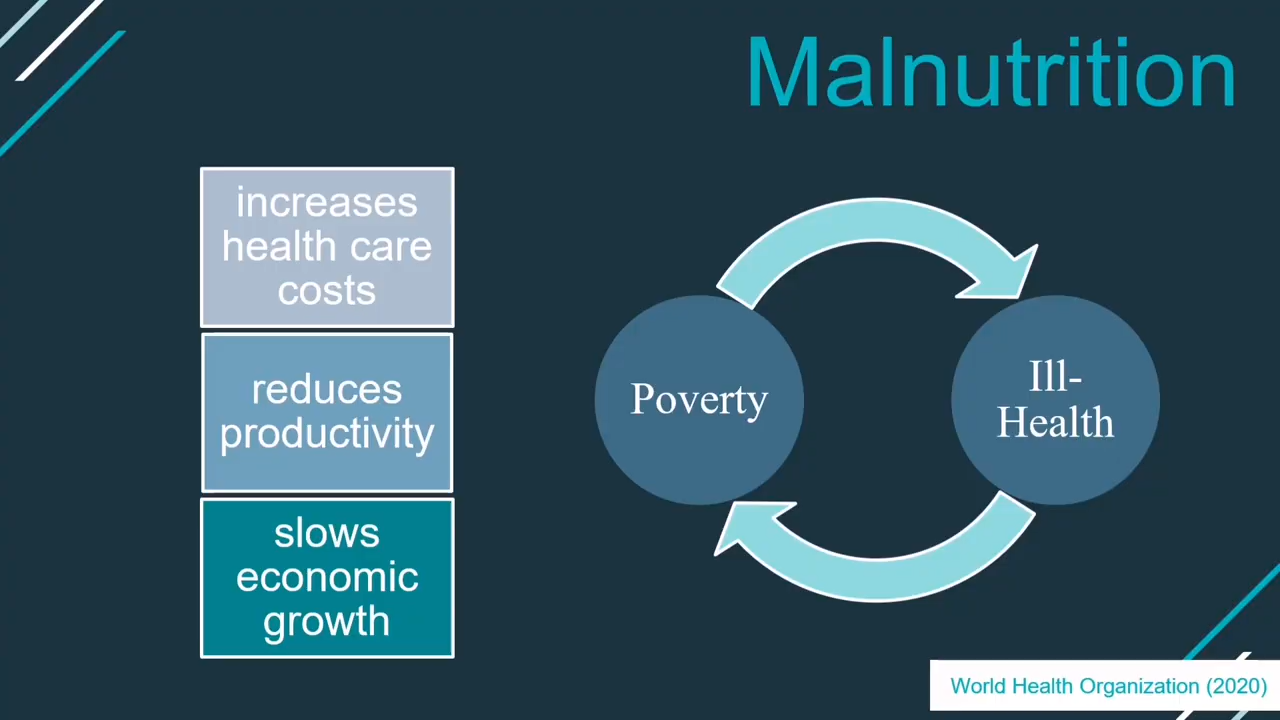 Malnutrition
increases
health care
costs
reduces
productivity
slows
economic
growth
Poverty
Ill-
Health
World Health Organization (2020)